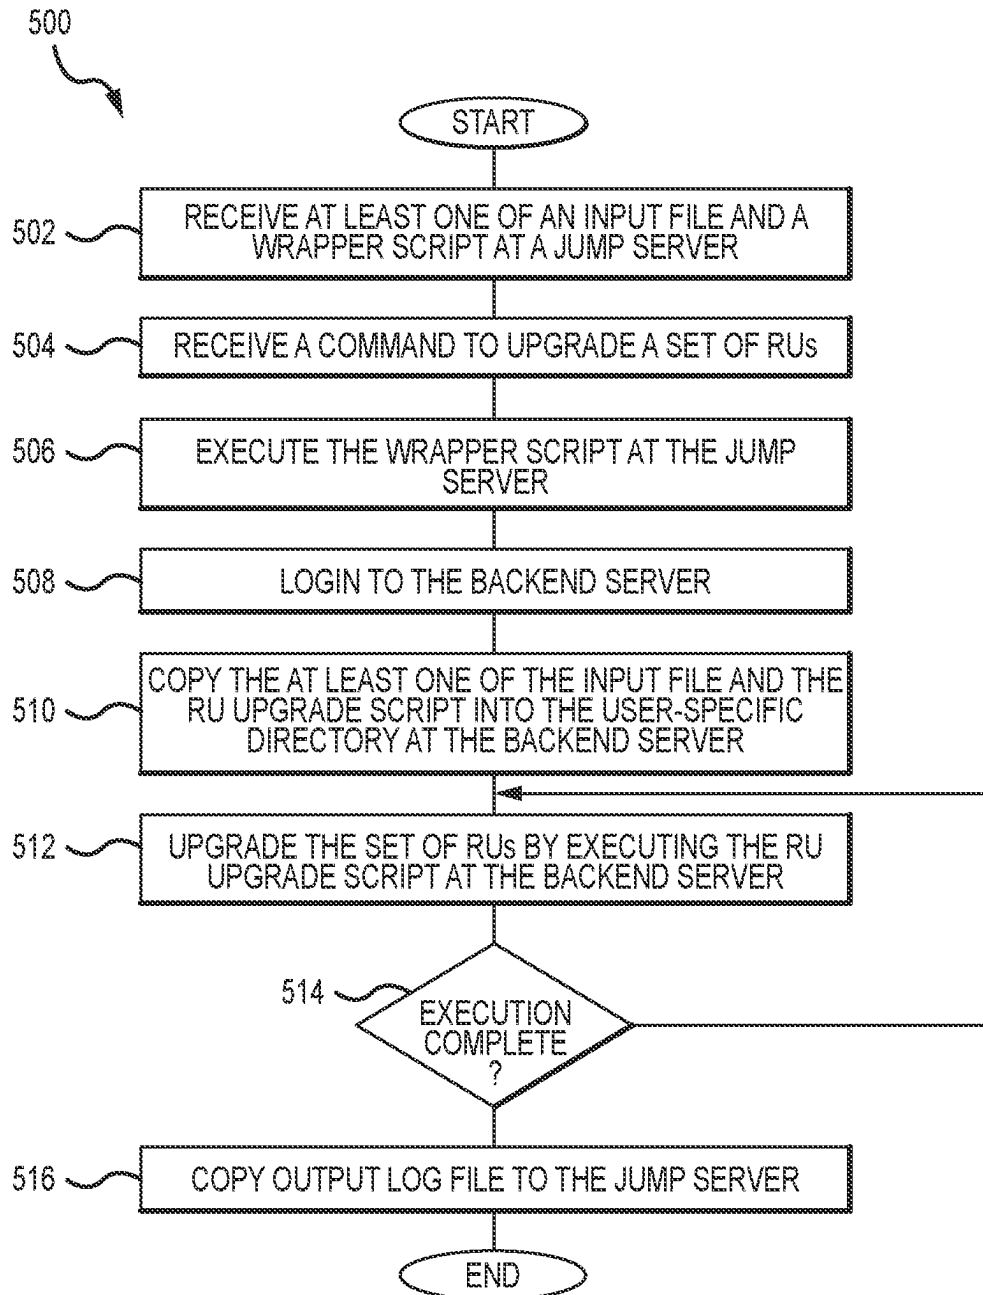 500
START
502
RECEIVE AT LEAST ONE OF AN INPUT FILE AND A
WRAPPER SCRIPT AT A JUMP SERVER
504
RECEIVE A COMMAND TO UPGRADE A SET OF RUs
506
EXECUTE THE WRAPPER SCRIPT AT THE JUMP
SERVER
508
LOGIN TO THE BACKEND SERVER
510
COPY THE AT LEAST ONE OF THE INPUT FILE AND THE
RU UPGRADE SCRIPT INTO THE USER-SPECIFIC
DIRECTORY AT THE BACKEND SERVER
512
UPGRADE THE SET OF RUs BY EXECUTING THE RU
UPGRADE SCRIPT AT THE BACKEND SERVER
514
EXECUTION
COMPLETE
?
516
COPY OUTPUT LOG FILE TO THE JUMP SERVER
END